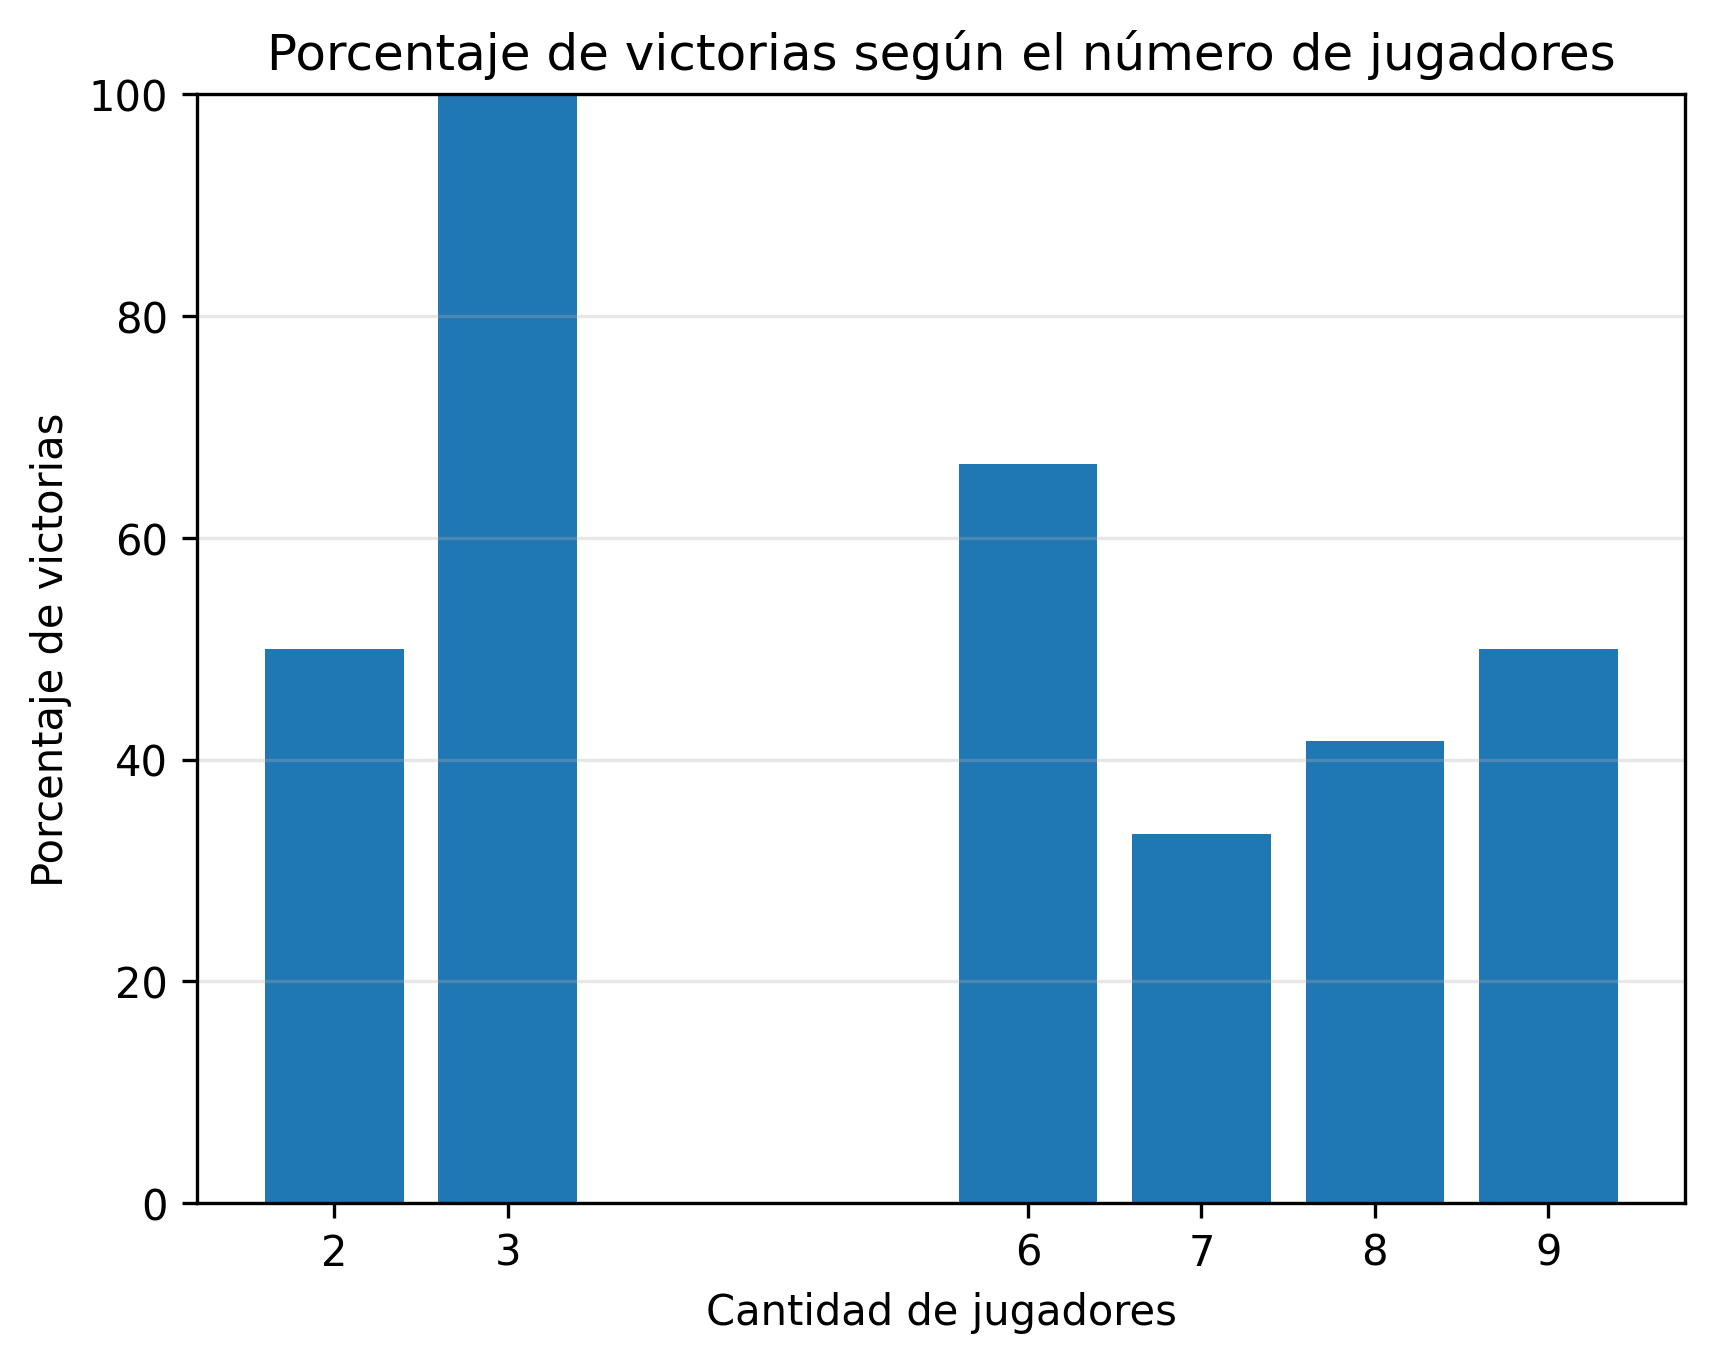 Porcentaje de victorias según el número de jugadores
100
80
60
40
20
0
Porcentaje de victorias
2 3 6 7 8 9
Cantidad de jugadores